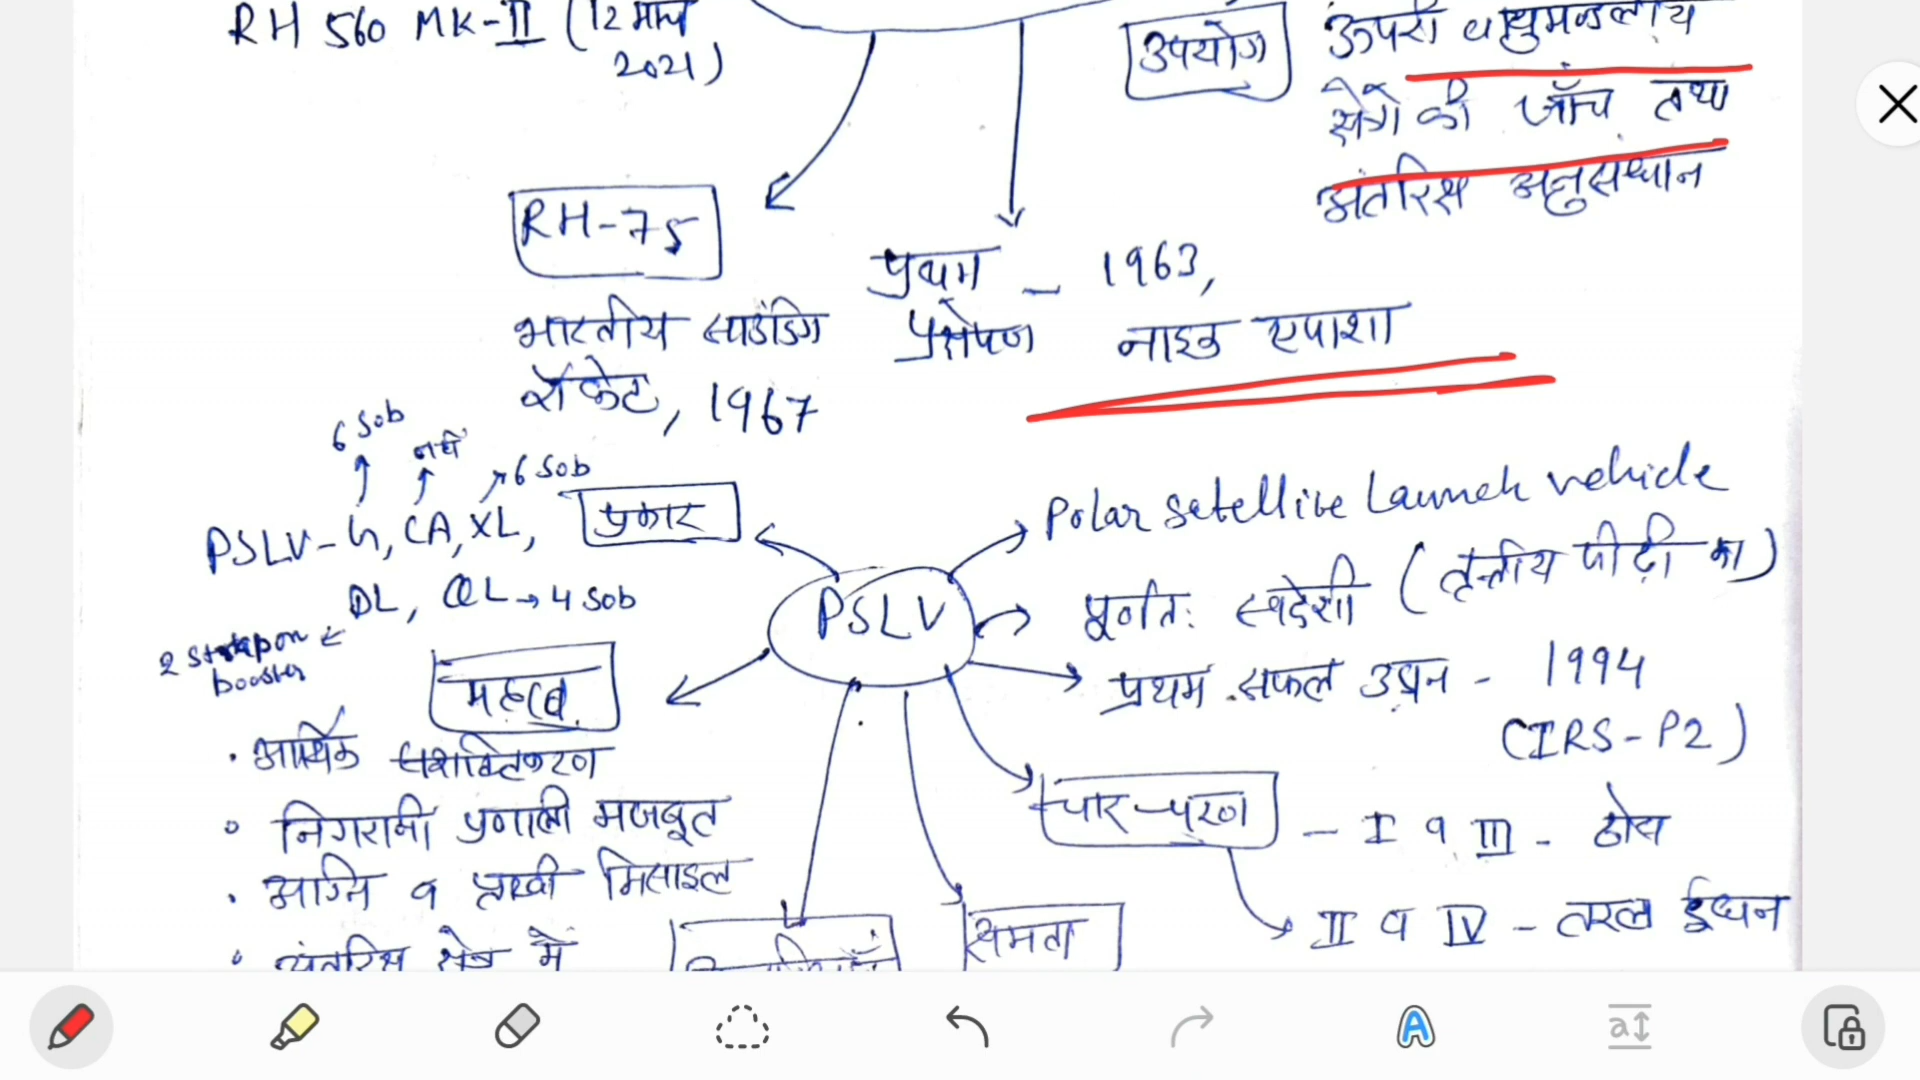 RH 560 MK-II (12 मार्च
2021)
उपयोग
ऊपरी वायुमण्डलीय
क्षेत्रों की जाँच तथा
अंतरिक्ष अनुसंधान
RH-75
भारतीय साउंडिंग
रॉकेट, 1967
प्रथम - 1963,
प्रक्षेपण नाइक एपाशा
6 Sob
नहीं
6 Sob
PSLV-G, CA, XL,
DL, QL → 4 Sob
2 strapon
booster
प्रकार
PSLV
Polar setellite Launch vehicle
पूर्णतः स्वदेशी (तृतीय पीढ़ी का)
प्रथम सफल उड़ान - 1994
(IRS-P2)
चार-चरण - I व III - ठोस
II व IV - तरल ईंधन
महत्व
• आर्थिक सशक्तिकरण
• निगरानी प्रणाली मजबूत
• अग्नि व पृथ्वी मिसाइल
• अंतरिक्ष क्षेत्र में
क्षमता
A
a